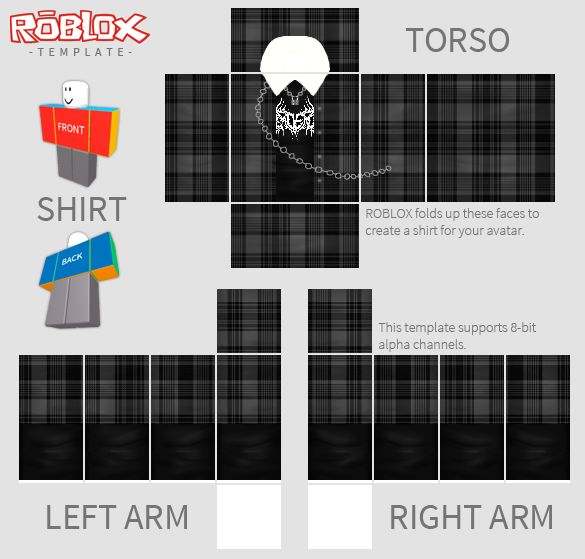 RŌBLOX
-TEMPLATE-
TORSO
FRONT
SHIRT
ROBLOX folds up these faces to
create a shirt for your avatar.
BACK
This template supports 8-bit
alpha channels.
LEFT ARM
RIGHT ARM